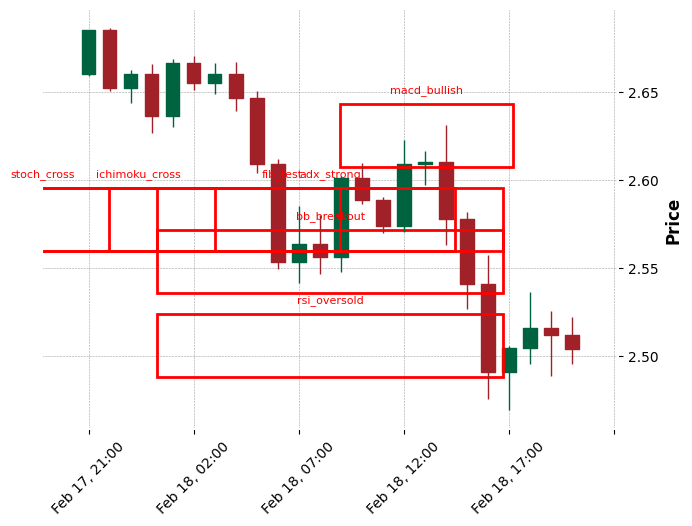 macd_bullish
2.65
stoch_cross ichimoku_cross adx_strong
2.60
bb_breakout
2.55
rsi_oversold
2.50
Price
Feb 17, 21:00
Feb 18, 02:00
Feb 18, 07:00
Feb 18, 12:00
Feb 18, 17:00